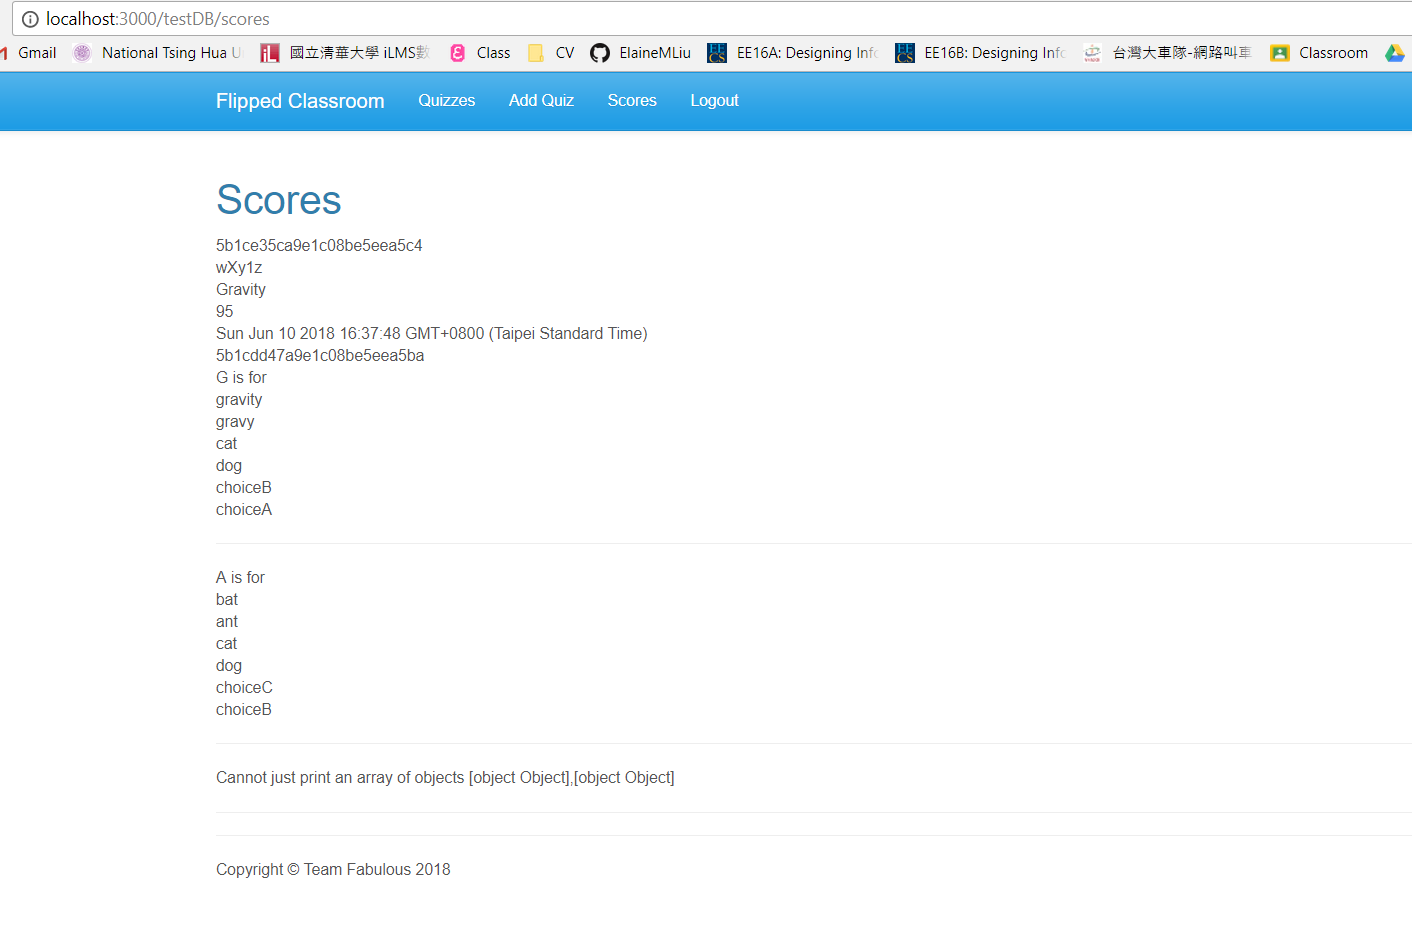 localhost:3000/testDB/scores
Gmail National Tsing Hua 國立清華大學 iLMS數 Class CV ElaineMLiu EE16A: Designing Info EE16B: Designing Info 台灣大車隊-網路叫車 Classroom
Flipped Classroom Quizzes Add Quiz Scores Logout
Scores
5b1ce35ca9e1c08be5eea5c4
wXy1z
Gravity
95
Sun Jun 10 2018 16:37:48 GMT+0800 (Taipei Standard Time)
5b1cdd47a9e1c08be5eea5ba
G is for
gravity
gravy
cat
dog
choiceB
choiceA
A is for
bat
ant
cat
dog
choiceC
choiceB
Cannot just print an array of objects [object Object],[object Object]
Copyright © Team Fabulous 2018